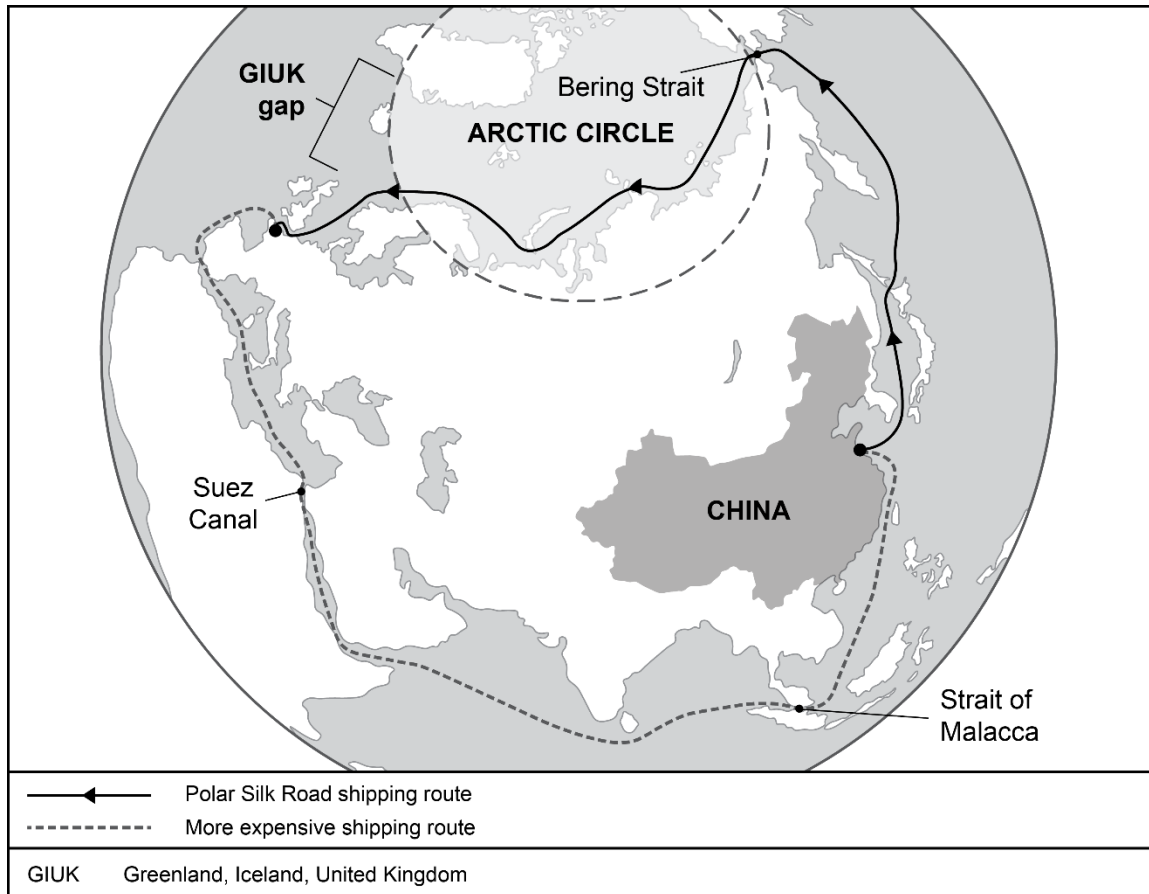 GIUK
gap
Bering Strait
ARCTIC CIRCLE
Suez
Canal
CHINA
Strait of
Malacca
Polar Silk Road shipping route
More expensive shipping route
GIUK Greenland, Iceland, United Kingdom